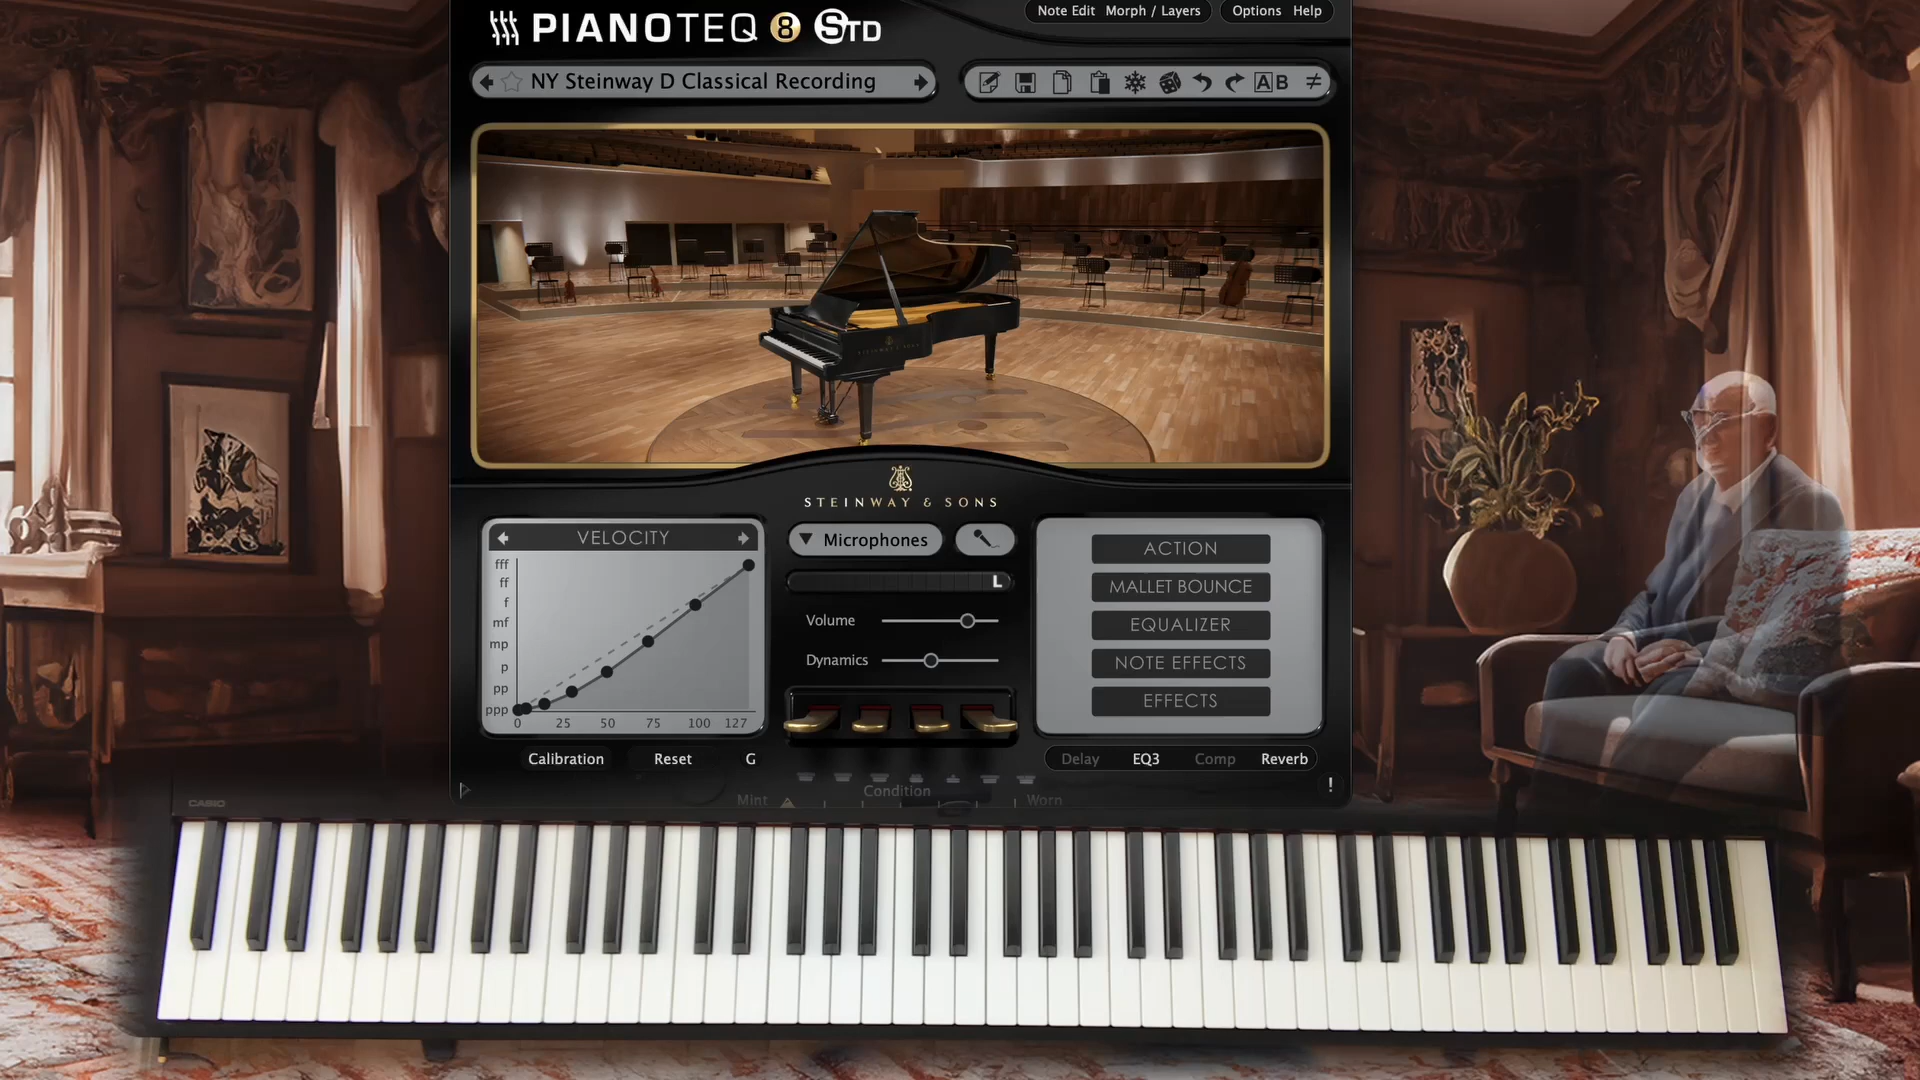 Note Edit Morph / Layers Options Help
PIANOTEQ 8 STD
NY Steinway D Classical Recording
A B ≠
STEINWAY & SONS
STEINWAY & SONS
VELOCITY
fff
ff
f
mf
mp
p
pp
ppp
0 25 50 75 100 127
Calibration Reset G
Microphones
L
Volume
Dynamics
ACTION
MALLET BOUNCE
EQUALIZER
NOTE EFFECTS
EFFECTS
Delay EQ3 Comp Reverb
!
Condition
Mint Worn
CASIO